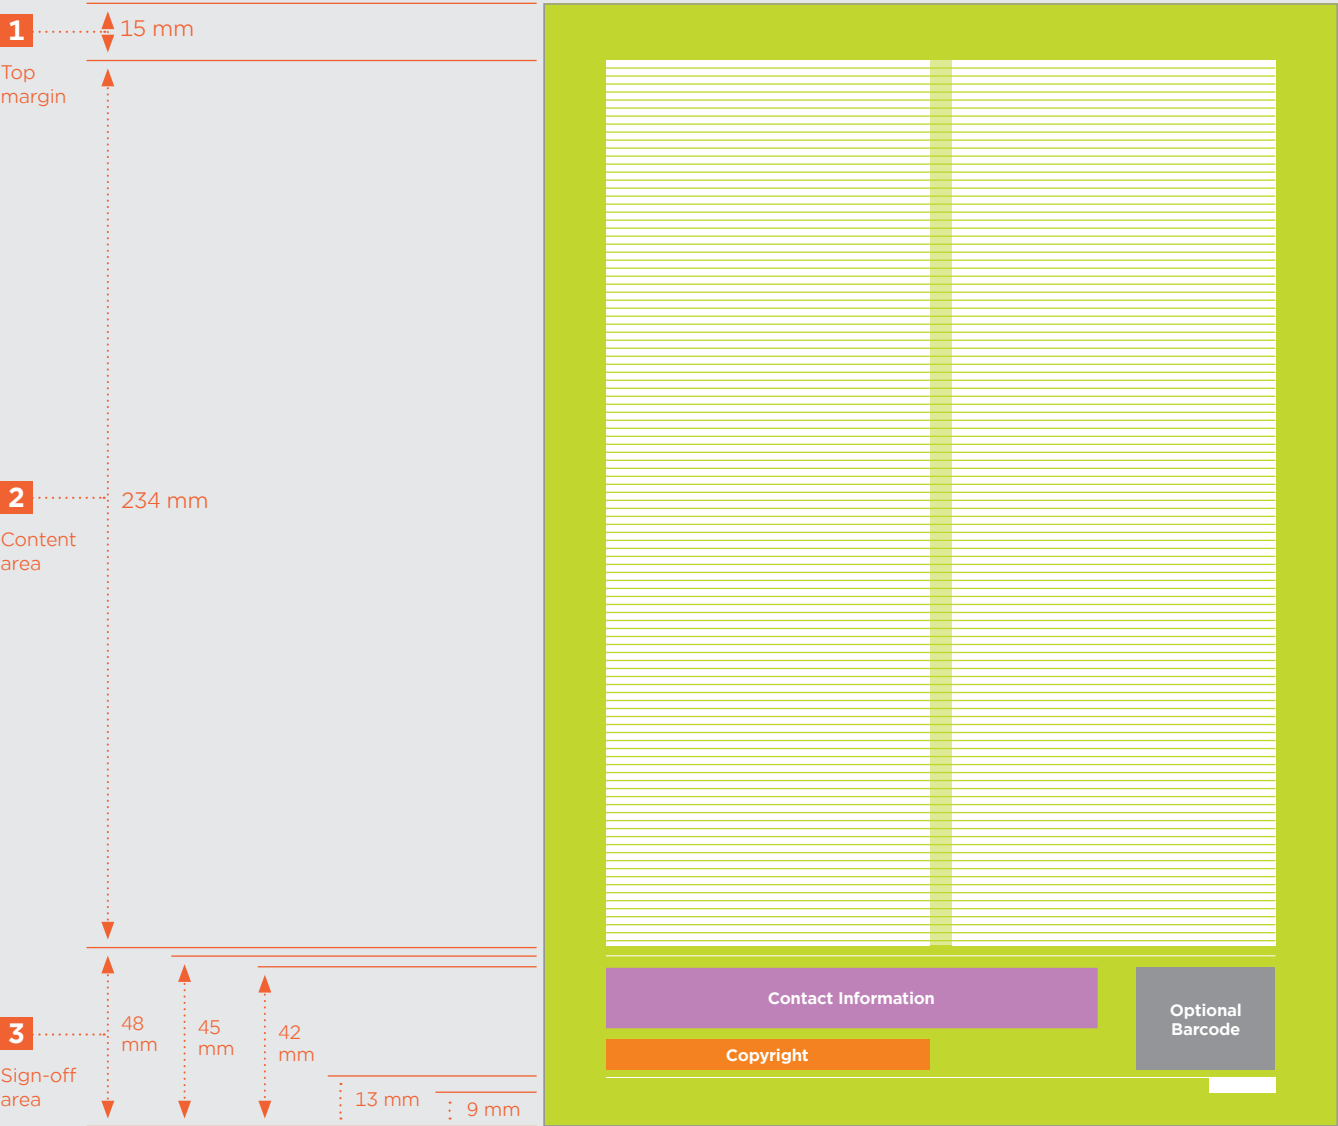 1
15 mm
Top
margin
2
234 mm
Content
area
3
48
mm
45
mm
42
mm
Sign-off
area
13 mm
9 mm
Contact Information
Optional
Barcode
Copyright